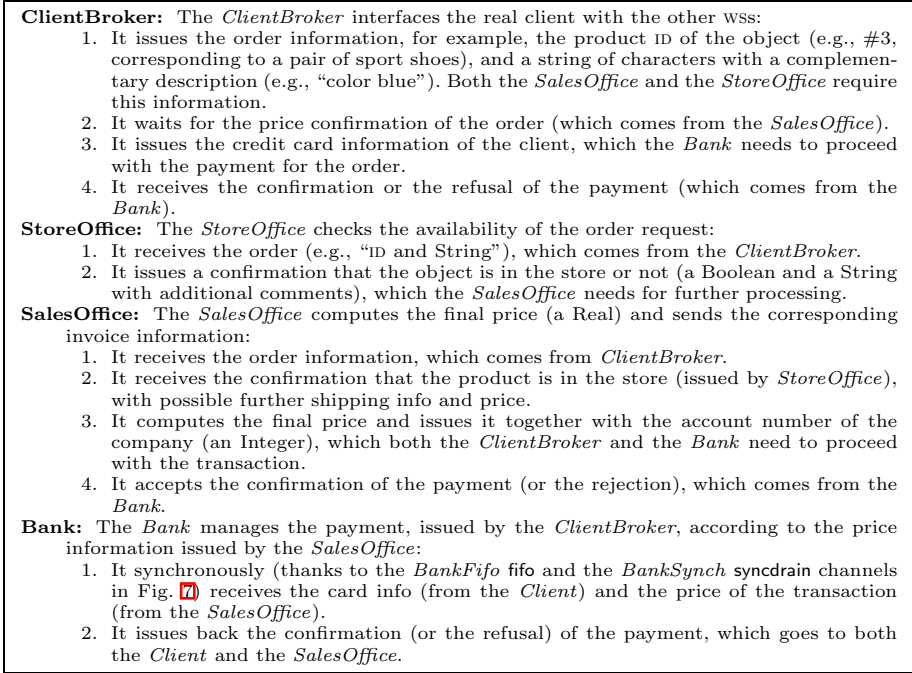 ClientBroker: The ClientBroker interfaces the real client with the other WSs:
1. It issues the order information, for example, the product ID of the object (e.g., #3,
corresponding to a pair of sport shoes), and a string of characters with a complemen-
tary description (e.g., “color blue”). Both the SalesOffice and the StoreOffice require
this information.
2. It waits for the price confirmation of the order (which comes from the SalesOffice).
3. It issues the credit card information of the client, which the Bank needs to proceed
with the payment for the order.
4. It receives the confirmation or the refusal of the payment (which comes from the
Bank).
StoreOffice: The StoreOffice checks the availability of the order request:
1. It receives the order (e.g., “ID and String”), which comes from the ClientBroker.
2. It issues a confirmation that the object is in the store or not (a Boolean and a String
with additional comments), which the SalesOffice needs for further processing.
SalesOffice: The SalesOffice computes the final price (a Real) and sends the corresponding
invoice information:
1. It receives the order information, which comes from ClientBroker.
2. It receives the confirmation that the product is in the store (issued by StoreOffice),
with possible further shipping info and price.
3. It computes the final price and issues it together with the account number of the
company (an Integer), which both the ClientBroker and the Bank need to proceed
with the transaction.
4. It accepts the confirmation of the payment (or the rejection), which comes from the
Bank.
Bank: The Bank manages the payment, issued by the ClientBroker, according to the price
information issued by the SalesOffice:
1. It synchronously (thanks to the BankFifo fifo and the BankSynch syncdrain channels
in Fig. 7) receives the card info (from the Client) and the price of the transaction
(from the SalesOffice).
2. It issues back the confirmation (or the refusal) of the payment, which goes to both
the Client and the SalesOffice.